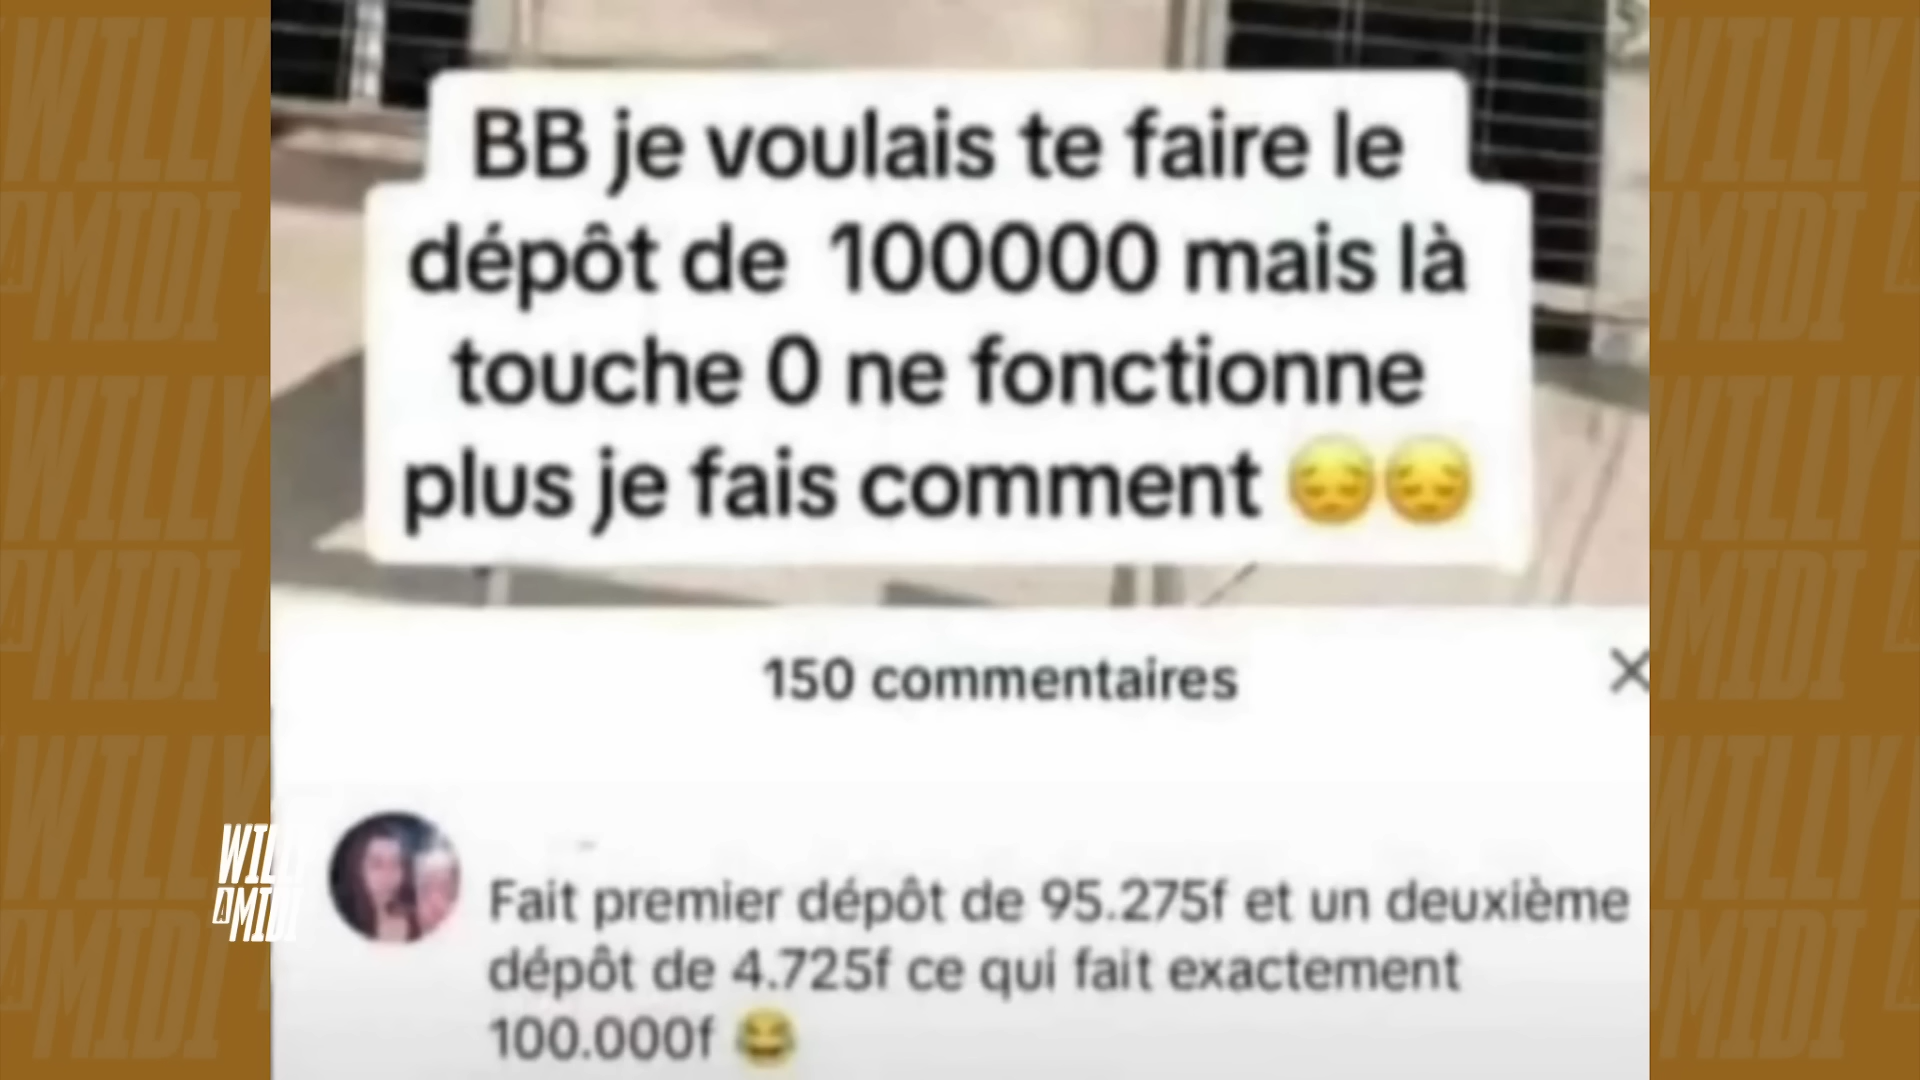 BB je voulais te faire le
dépôt de 100000 mais là
touche 0 ne fonctionne
plus je fais comment 😔😔
150 commentaires
Fait premier dépôt de 95.275f et un deuxième
dépôt de 4.725f ce qui fait exactement
100.000f 😂
WILLY
A MIDI